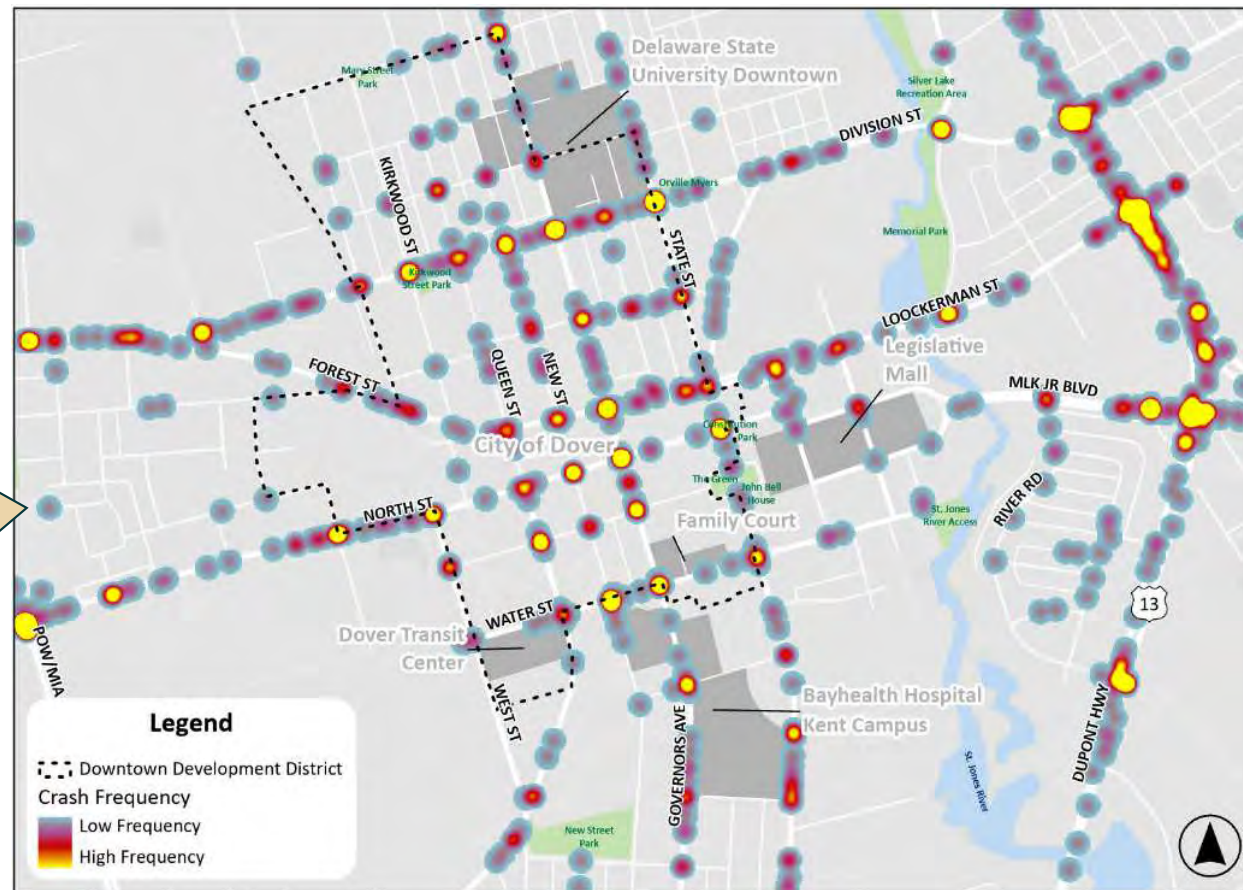 Delaware State
University Downtown
Mary Street
Park
Silver Lake
Recreation Area
DIVISION ST
KIRKWOOD ST
Orville Myers
STATE ST
Memorial Park
Kirkwood
Street Park
LOOCKERMAN ST
Legislative
Mall
FOREST ST
QUEEN ST
NEW ST
MLK JR BLVD
City of Dover
Constitution
Park
The Green
John Bell
House
NORTH ST
Family Court
St. Jones
River Access
RIVER RD
WATER ST
13
POW/MIA
Dover Transit
Center
WEST ST
Bayhealth Hospital
Kent Campus
GOVERNORS AVE
DUPONT HWY
St. Jones River
New Street
Park
Legend
Downtown Development District
Crash Frequency
Low Frequency
High Frequency